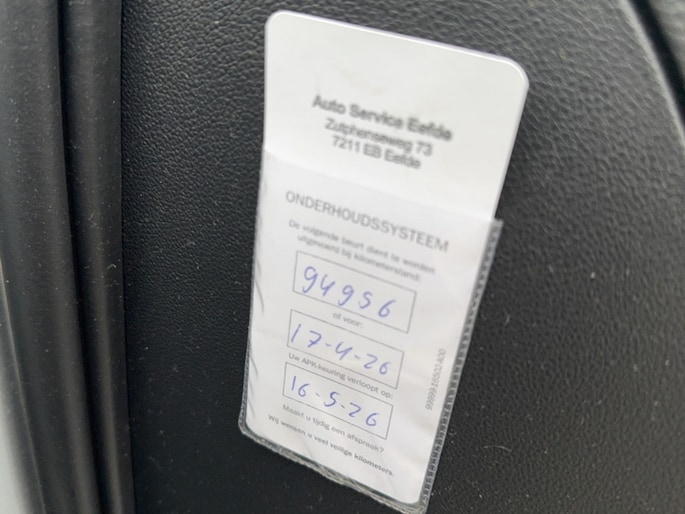 Auto Service Eefde
Zutphenseweg 73
7211 EB Eefde
ONDERHOUDSSYSTEEM
De volgende beurt dient te worden
uitgevoerd bij kilometerstand:
94956
of voor:
17-4-26
Uw APK-keuring verloopt op:
16-5-26
Maakt u tijdig een afspraak?
Wij wensen u veel veilige kilometers.